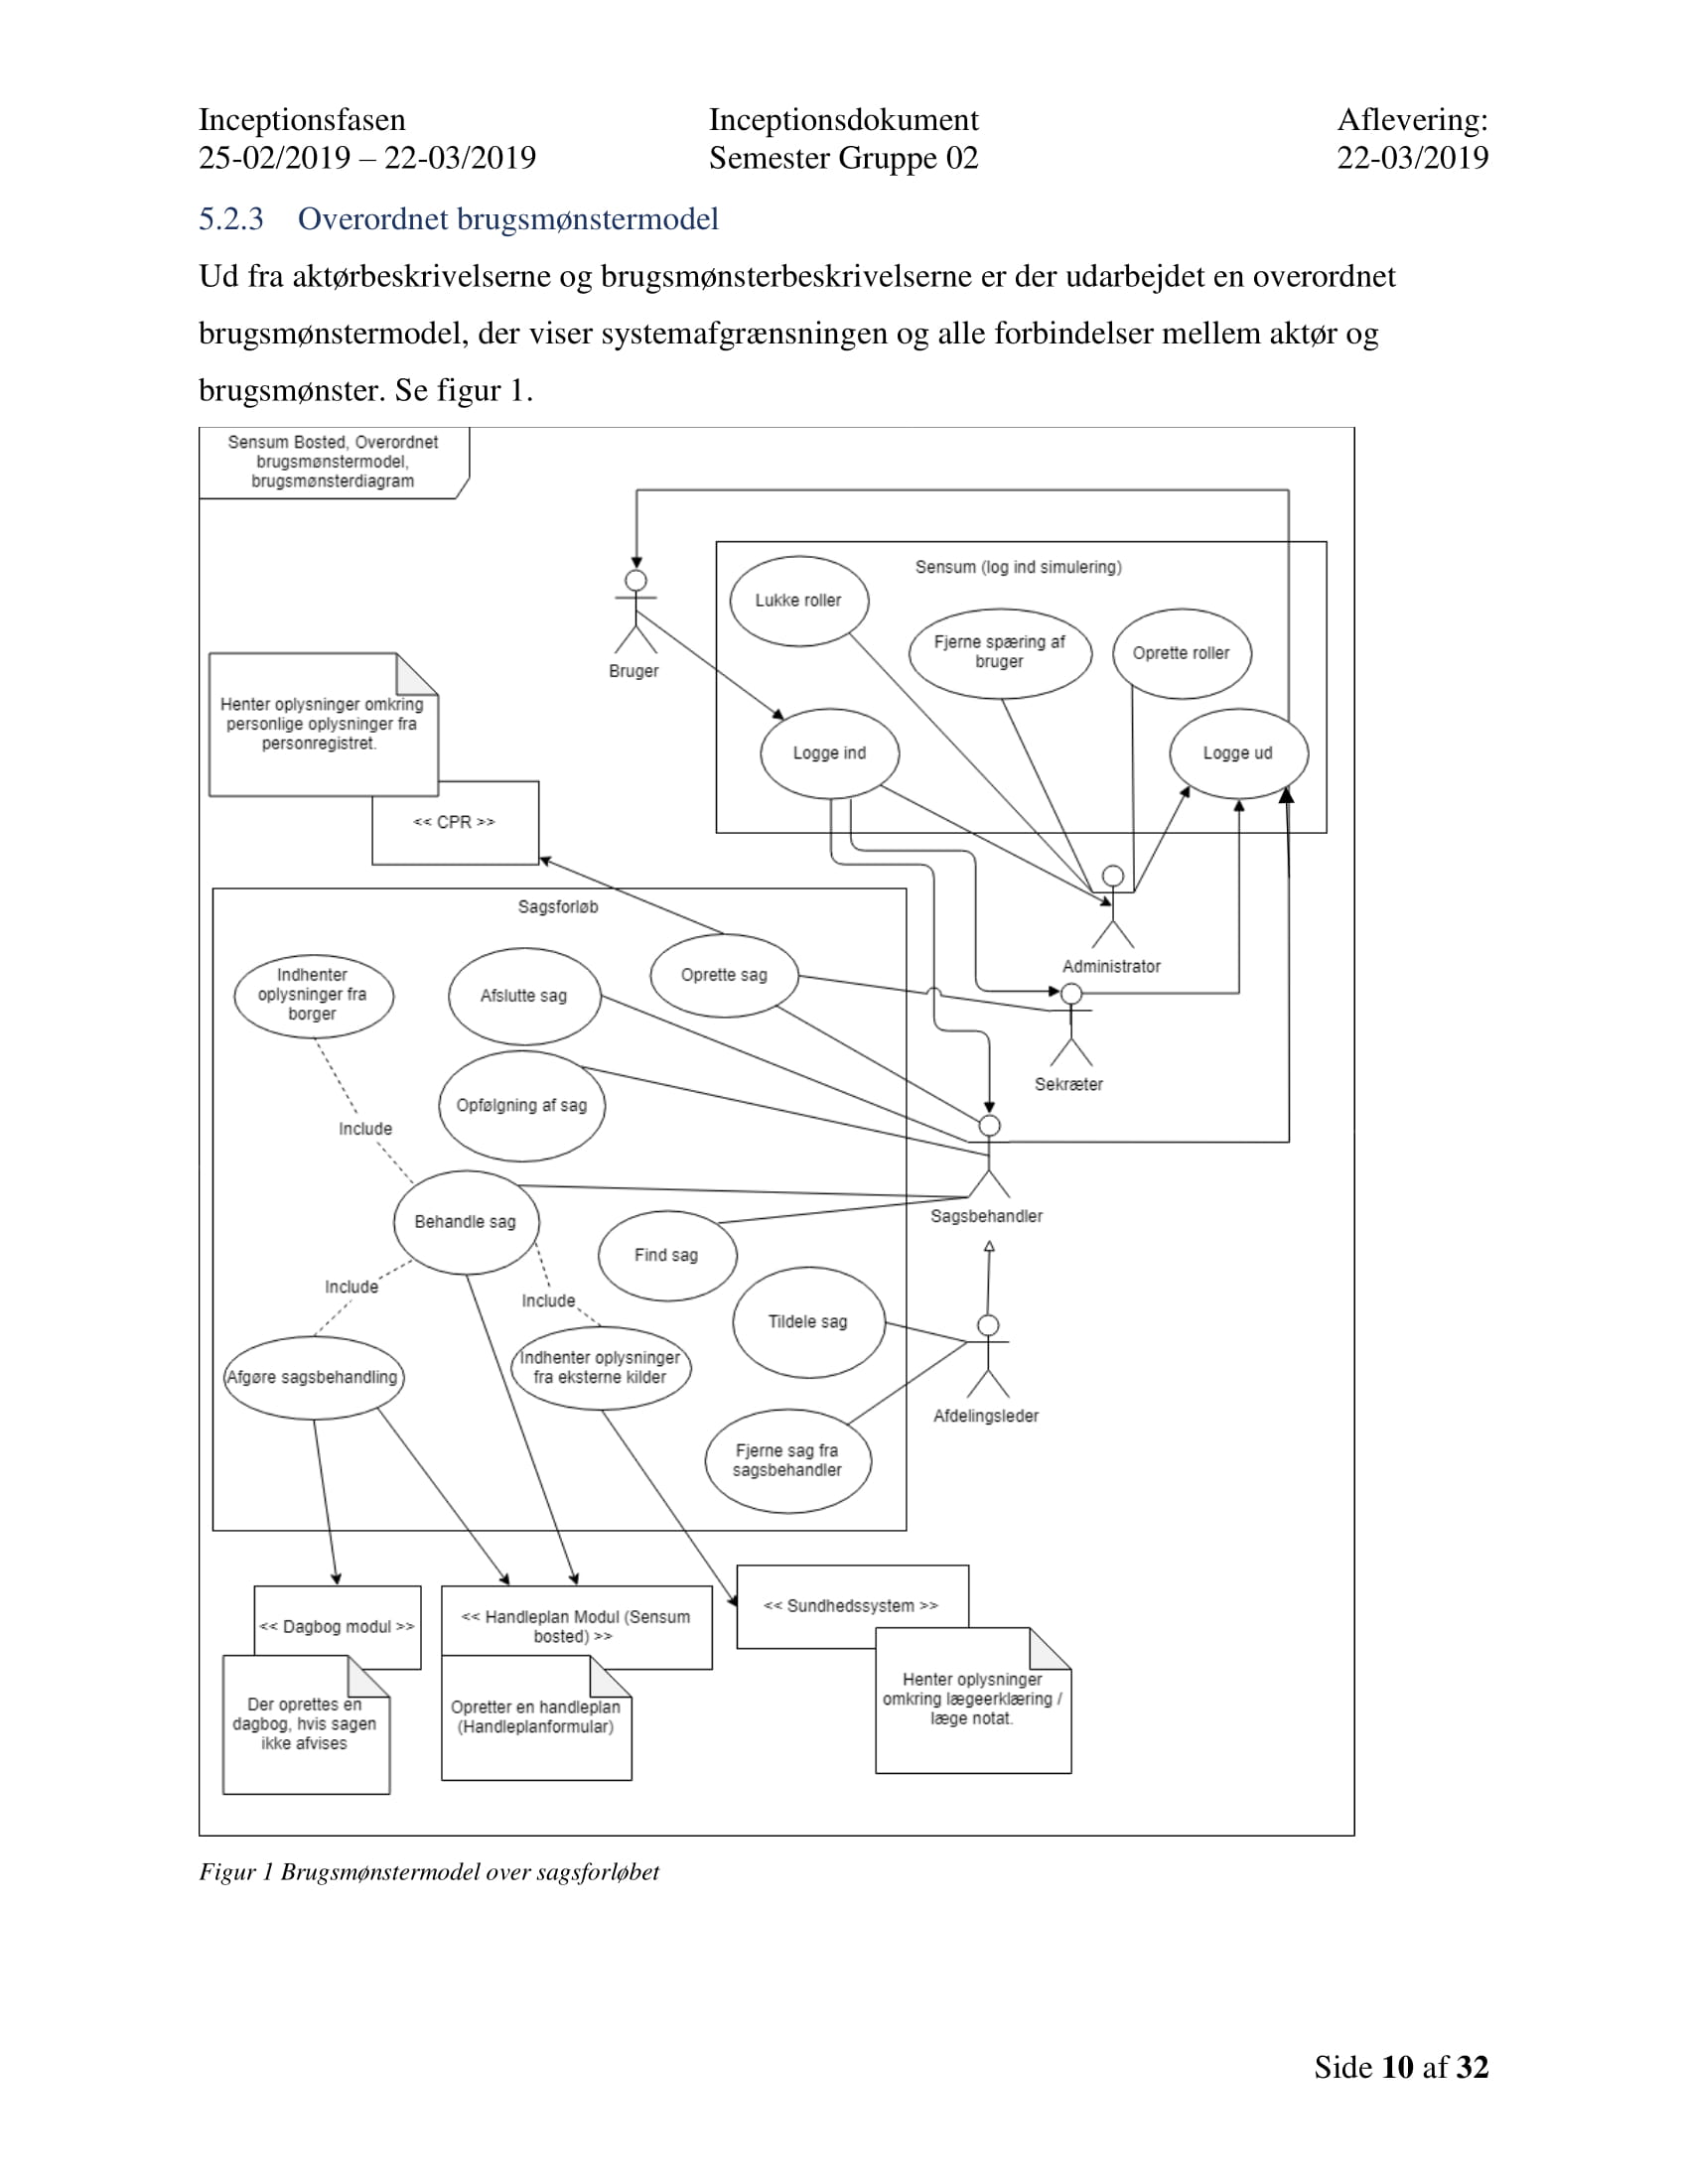 Inceptionsfasen
25-02/2019 – 22-03/2019
Inceptionsdokument
Semester Gruppe 02
Aflevering:
22-03/2019
5.2.3 Overordnet brugsmønstermodel
Ud fra aktørbeskrivelserne og brugsmønsterbeskrivelserne er der udarbejdet en overordnet
brugsmønstermodel, der viser systemafgrænsningen og alle forbindelser mellem aktør og
brugsmønster. Se figur 1.
Sensum Bosted, Overordnet
brugsmønstermodel,
brugsmønsterdiagram
Sensum (log ind simulering)
Lukke roller
Fjerne spæring af
bruger
Oprette roller
Bruger
Logge ind
Logge ud
Henter oplysninger omkring
personlige oplysninger fra
personregistret.
<< CPR >>
Administrator
Sekræter
Sagsforløb
Indhenter
oplysninger fra
borger
Afslutte sag
Oprette sag
Opfølgning af sag
Include
Behandle sag
Find sag
Sagsbehandler
Include
Include
Tildele sag
Afgøre sagsbehandling
Indhenter oplysninger
fra eksterne kilder
Afdelingsleder
Fjerne sag fra
sagsbehandler
<< Dagbog modul >>
<< Handleplan Modul (Sensum
bosted) >>
<< Sundhedssystem >>
Der oprettes en
dagbog, hvis sagen
ikke afvises
Opretter en handleplan
(Handleplanformular)
Henter oplysninger
omkring lægeerklæring /
læge notat.
Figur 1 Brugsmønstermodel over sagsforløbet
Side 10 af 32